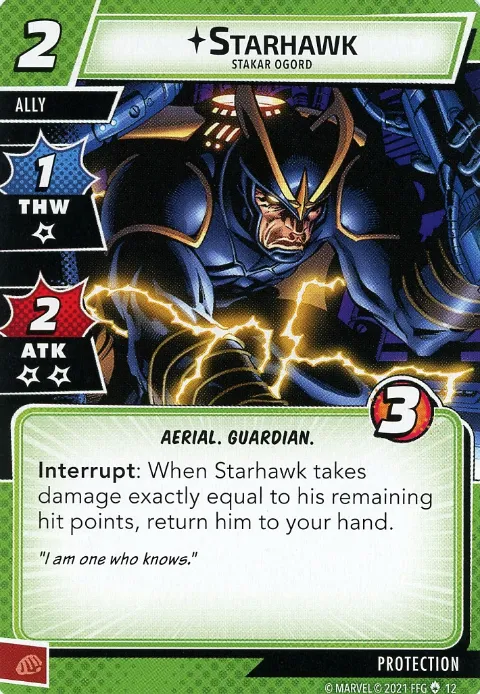 2
STARHAWK
STAKAR OGORD
ALLY
1
THW
2
ATK
3
AERIAL. GUARDIAN.
Interrupt: When Starhawk takes
damage exactly equal to his remaining
hit points, return him to your hand.
"I am one who knows."
PROTECTION
© MARVEL © 2021 FFG 12